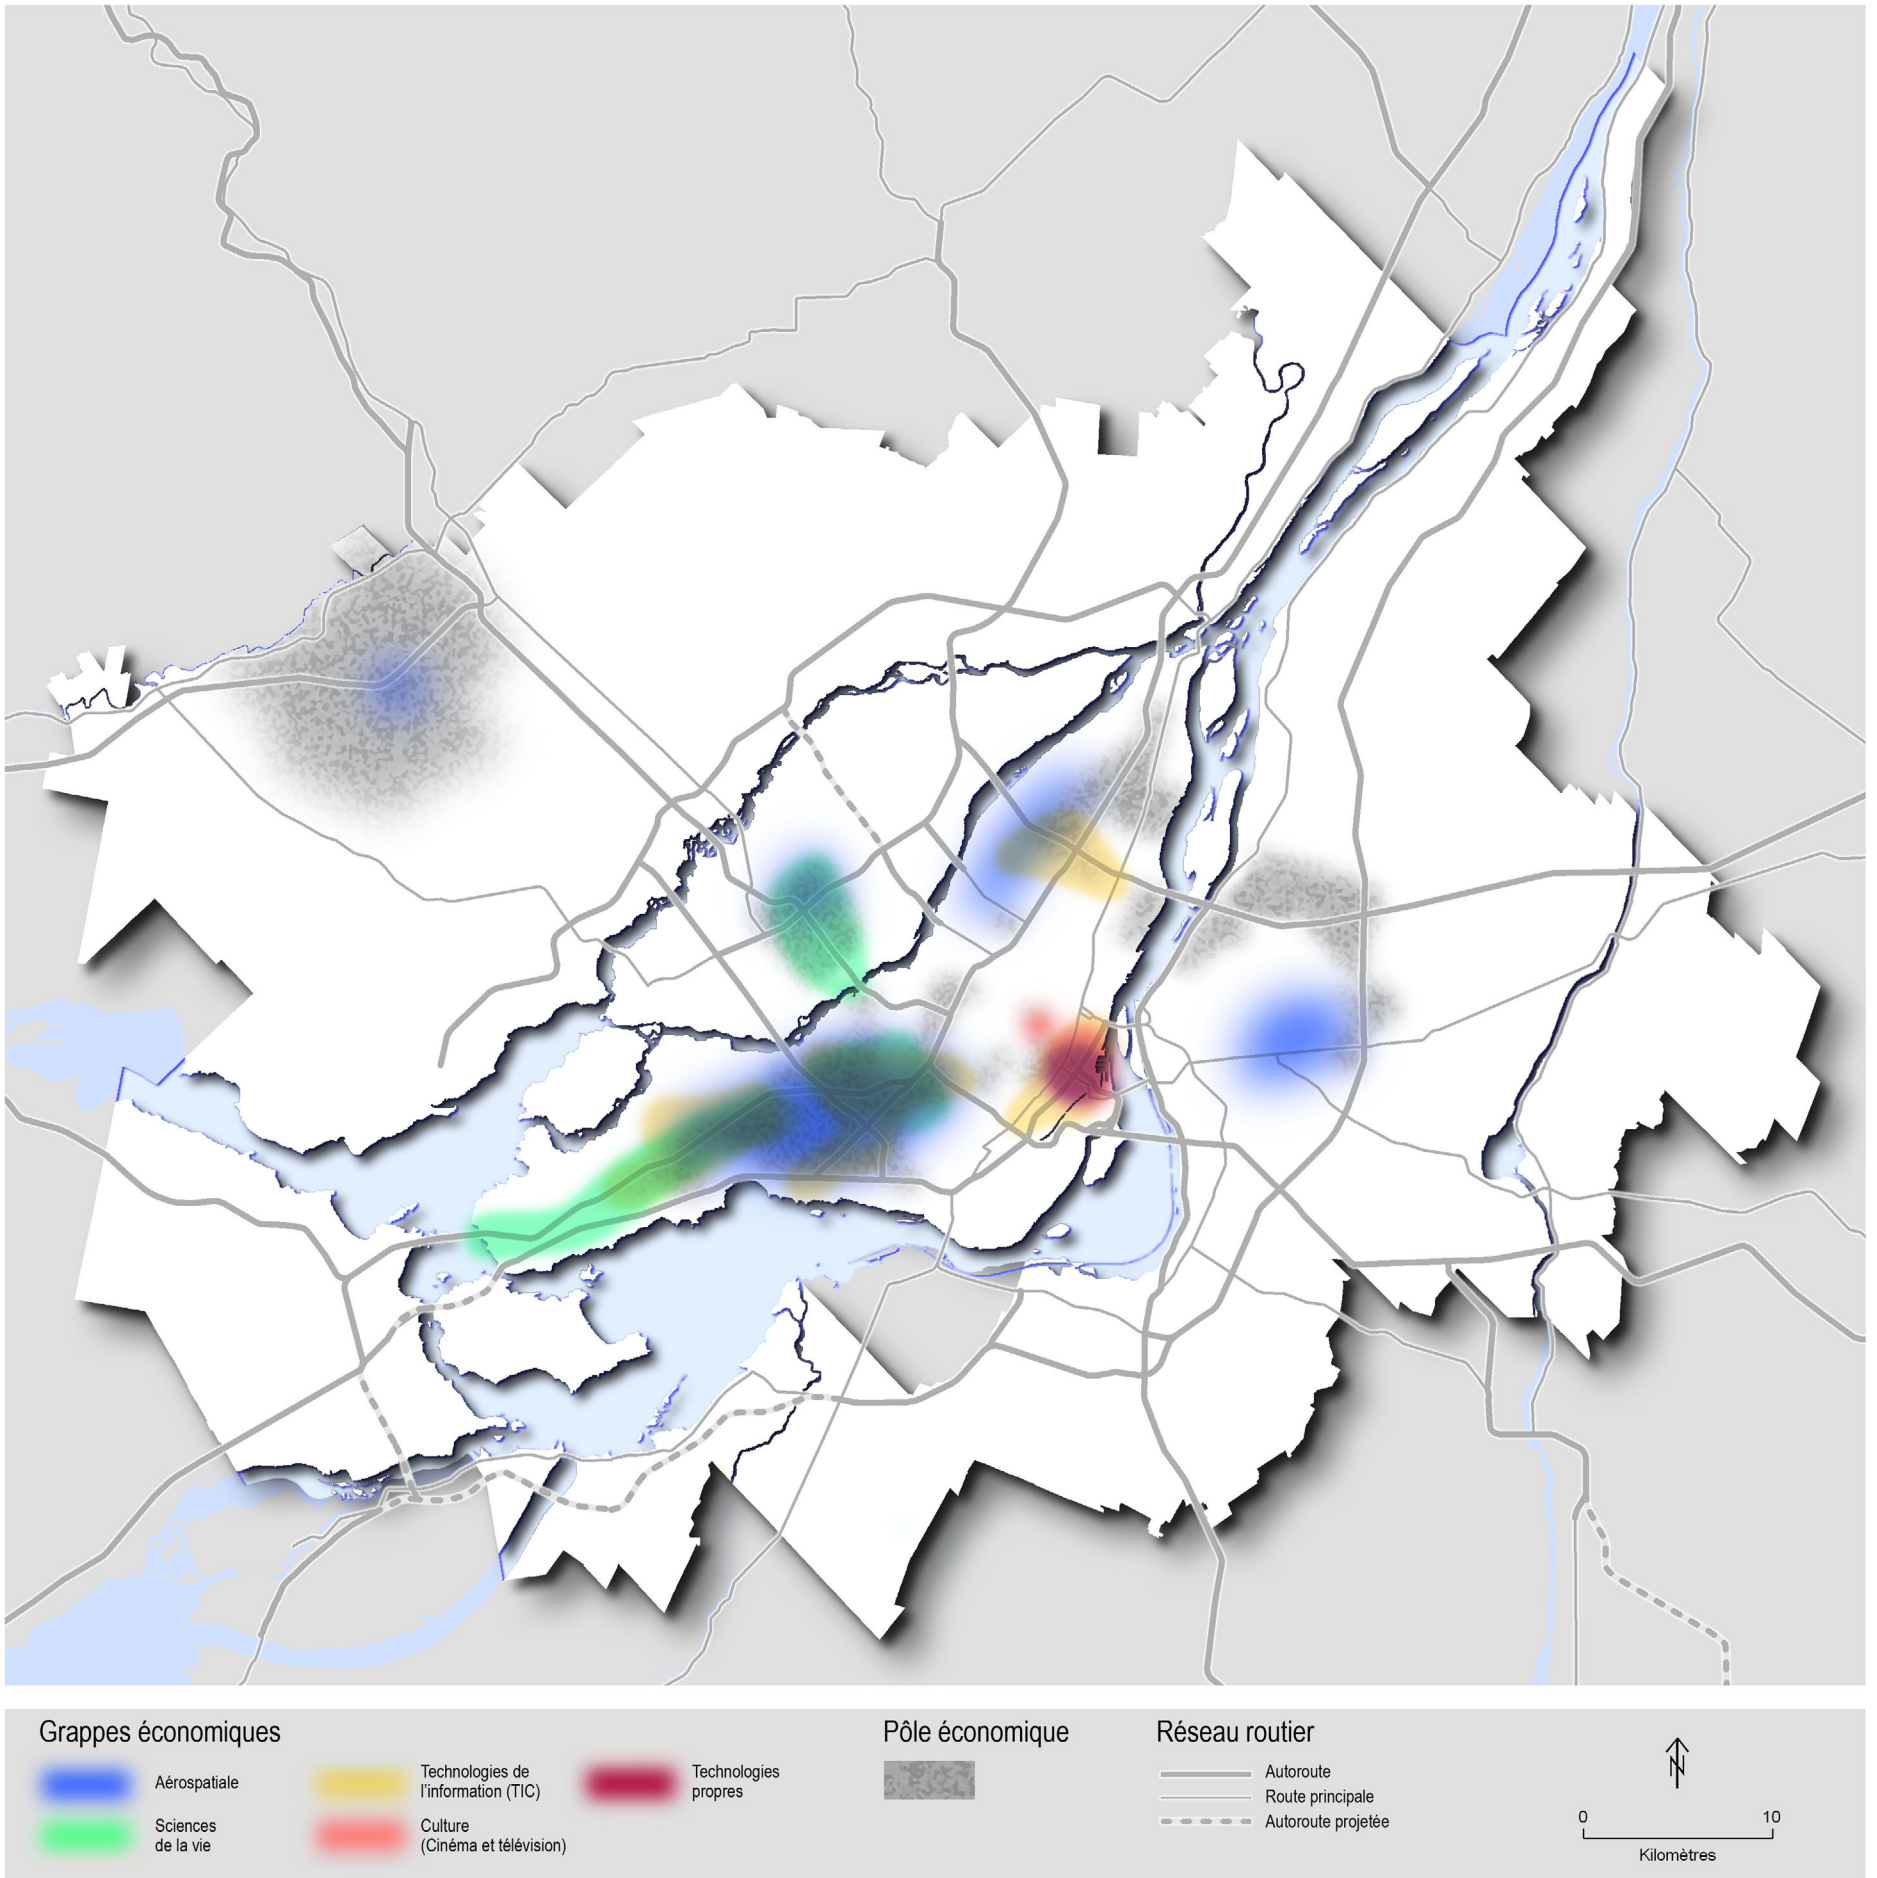 Grappes économiques
Aérospatiale
Sciences
de la vie
Technologies de
l'information (TIC)
Culture
(Cinéma et télévision)
Technologies
propres
Pôle économique
Réseau routier
Autoroute
Route principale
Autoroute projetée
N
0 10
Kilomètres